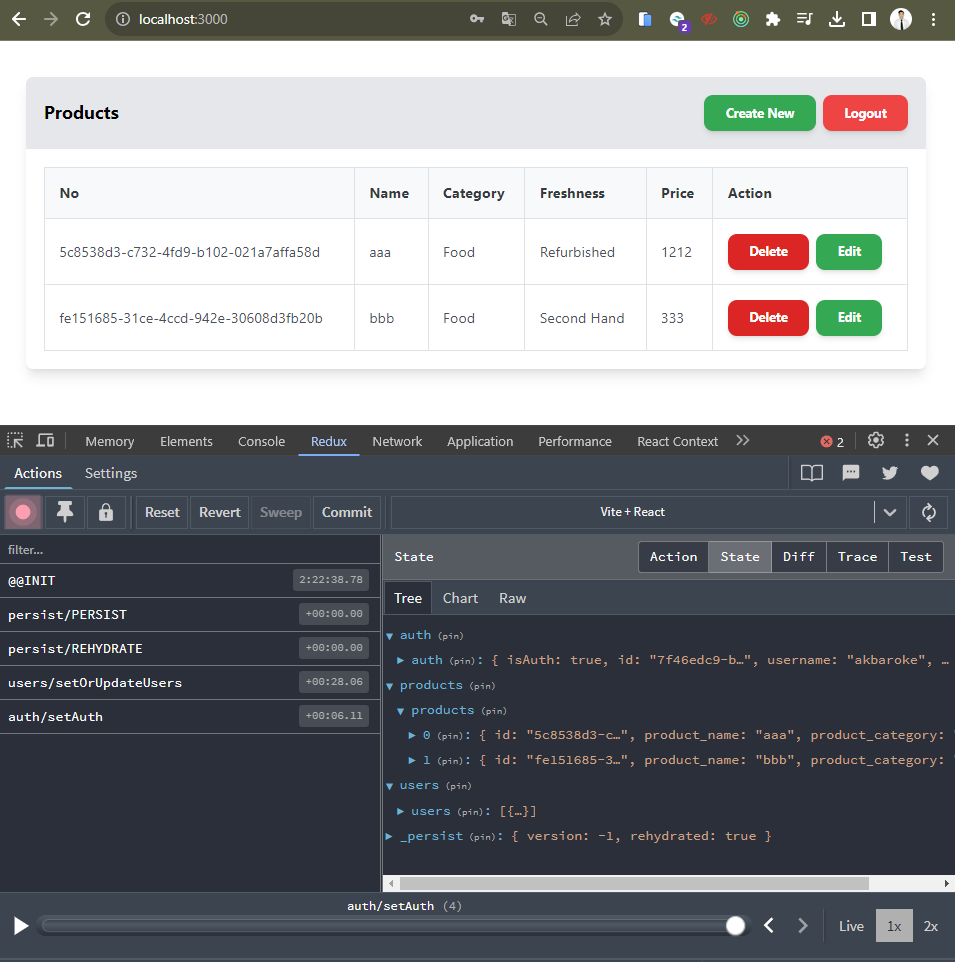 localhost:3000
2
Products
Create New
Logout
No Name Category Freshness Price Action
5c8538d3-c732-4fd9-b102-021a7affa58d aaa Food Refurbished 1212 Delete Edit
fe151685-31ce-4ccd-942e-30608d3fb20b bbb Food Second Hand 333 Delete Edit
Memory Elements Console Redux Network Application Performance React Context 2
Actions Settings
Reset Revert Sweep Commit Vite + React
filter...
@@INIT 2:22:38.78
persist/PERSIST +00:00.00
persist/REHYDRATE +00:00.00
users/setOrUpdateUsers +00:28.06
auth/setAuth +00:06.11
State Action State Diff Trace Test
Tree Chart Raw
auth (pin)
auth (pin): { isAuth: true, id: "7f46edc9-b…", username: "akbaroke", …
products (pin)
products (pin)
0 (pin): { id: "5c8538d3-c…", product_name: "aaa", product_category: "
1 (pin): { id: "fe151685-3…", product_name: "bbb", product_category: "
users (pin)
users (pin): [{…}]
_persist (pin): { version: -1, rehydrated: true }
auth/setAuth (4)
Live 1x 2x